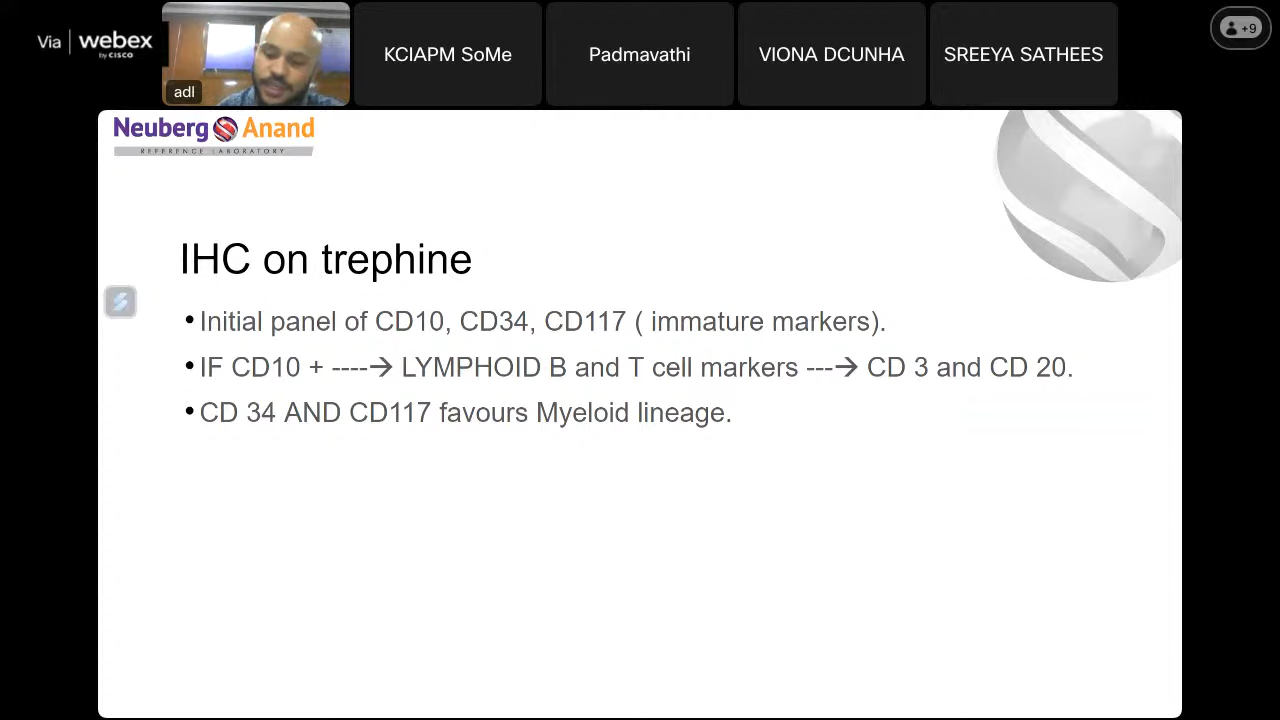 Via webex
by CISCO
adl
KCIAPM SoMe
Padmavathi
VIONA DCUNHA
SREEYA SATHEES
+9
Neuberg Anand
REFERENCE LABORATORY
IHC on trephine
•Initial panel of CD10, CD34, CD117 ( immature markers).
•IF CD10 + ----→ LYMPHOID B and T cell markers ---→ CD 3 and CD 20.
•CD 34 AND CD117 favours Myeloid lineage.